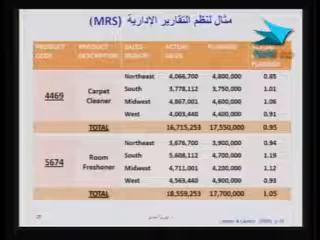 مثال لنظم التقارير الادارية (MRS)
PRODUCT CODE PRODUCT DESCRIPTION SALES REGION ACTUAL SALES PLANNED
4469 Carpet Cleaner
Northeast 4,066,700 4,800,000 0.85
South 3,778,112 3,750,000 1.01
Midwest 4,867,001 4,600,000 1.06
West 4,003,440 4,400,000 0.91
TOTAL 16,715,253 17,550,000 0.95
5674 Room Freshener
Northeast 3,676,700 3,900,000 0.94
South 5,608,112 4,700,000 1.19
Midwest 4,711,001 4,200,000 1.12
West 4,563,440 4,900,000 0.93
TOTAL 18,559,253 17,700,000 1.05